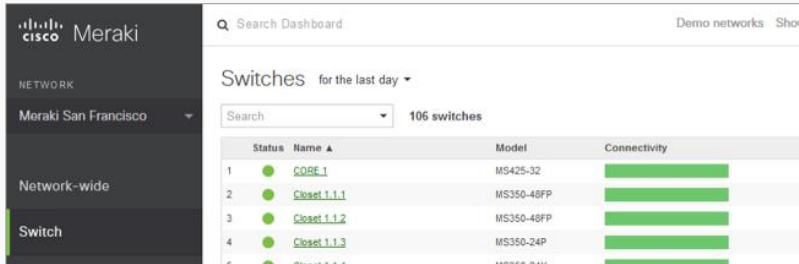 cisco Meraki
Search Dashboard
Demo networks
NETWORK
Switches for the last day
Meraki San Francisco
Search
106 switches
Status Name ▲ Model Connectivity
1 CORE 1 MS425-32
2 Closet 1.1.1 MS350-48FP
Network-wide
3 Closet 1.1.2 MS350-48FP
Switch
4 Closet 1.1.3 MS350-24P